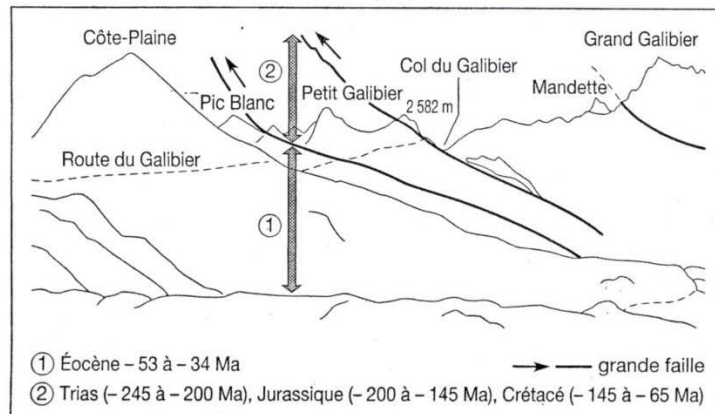 Côte-Plaine
Grand Galibier
②
Col du Galibier
Pic Blanc
Petit Galibier
Mandette
2 582 m
Route du Galibier
①
① Éocène – 53 à – 34 Ma
grande faille
② Trias (– 245 à – 200 Ma), Jurassique (– 200 à – 145 Ma), Crétacé (– 145 à – 65 Ma)